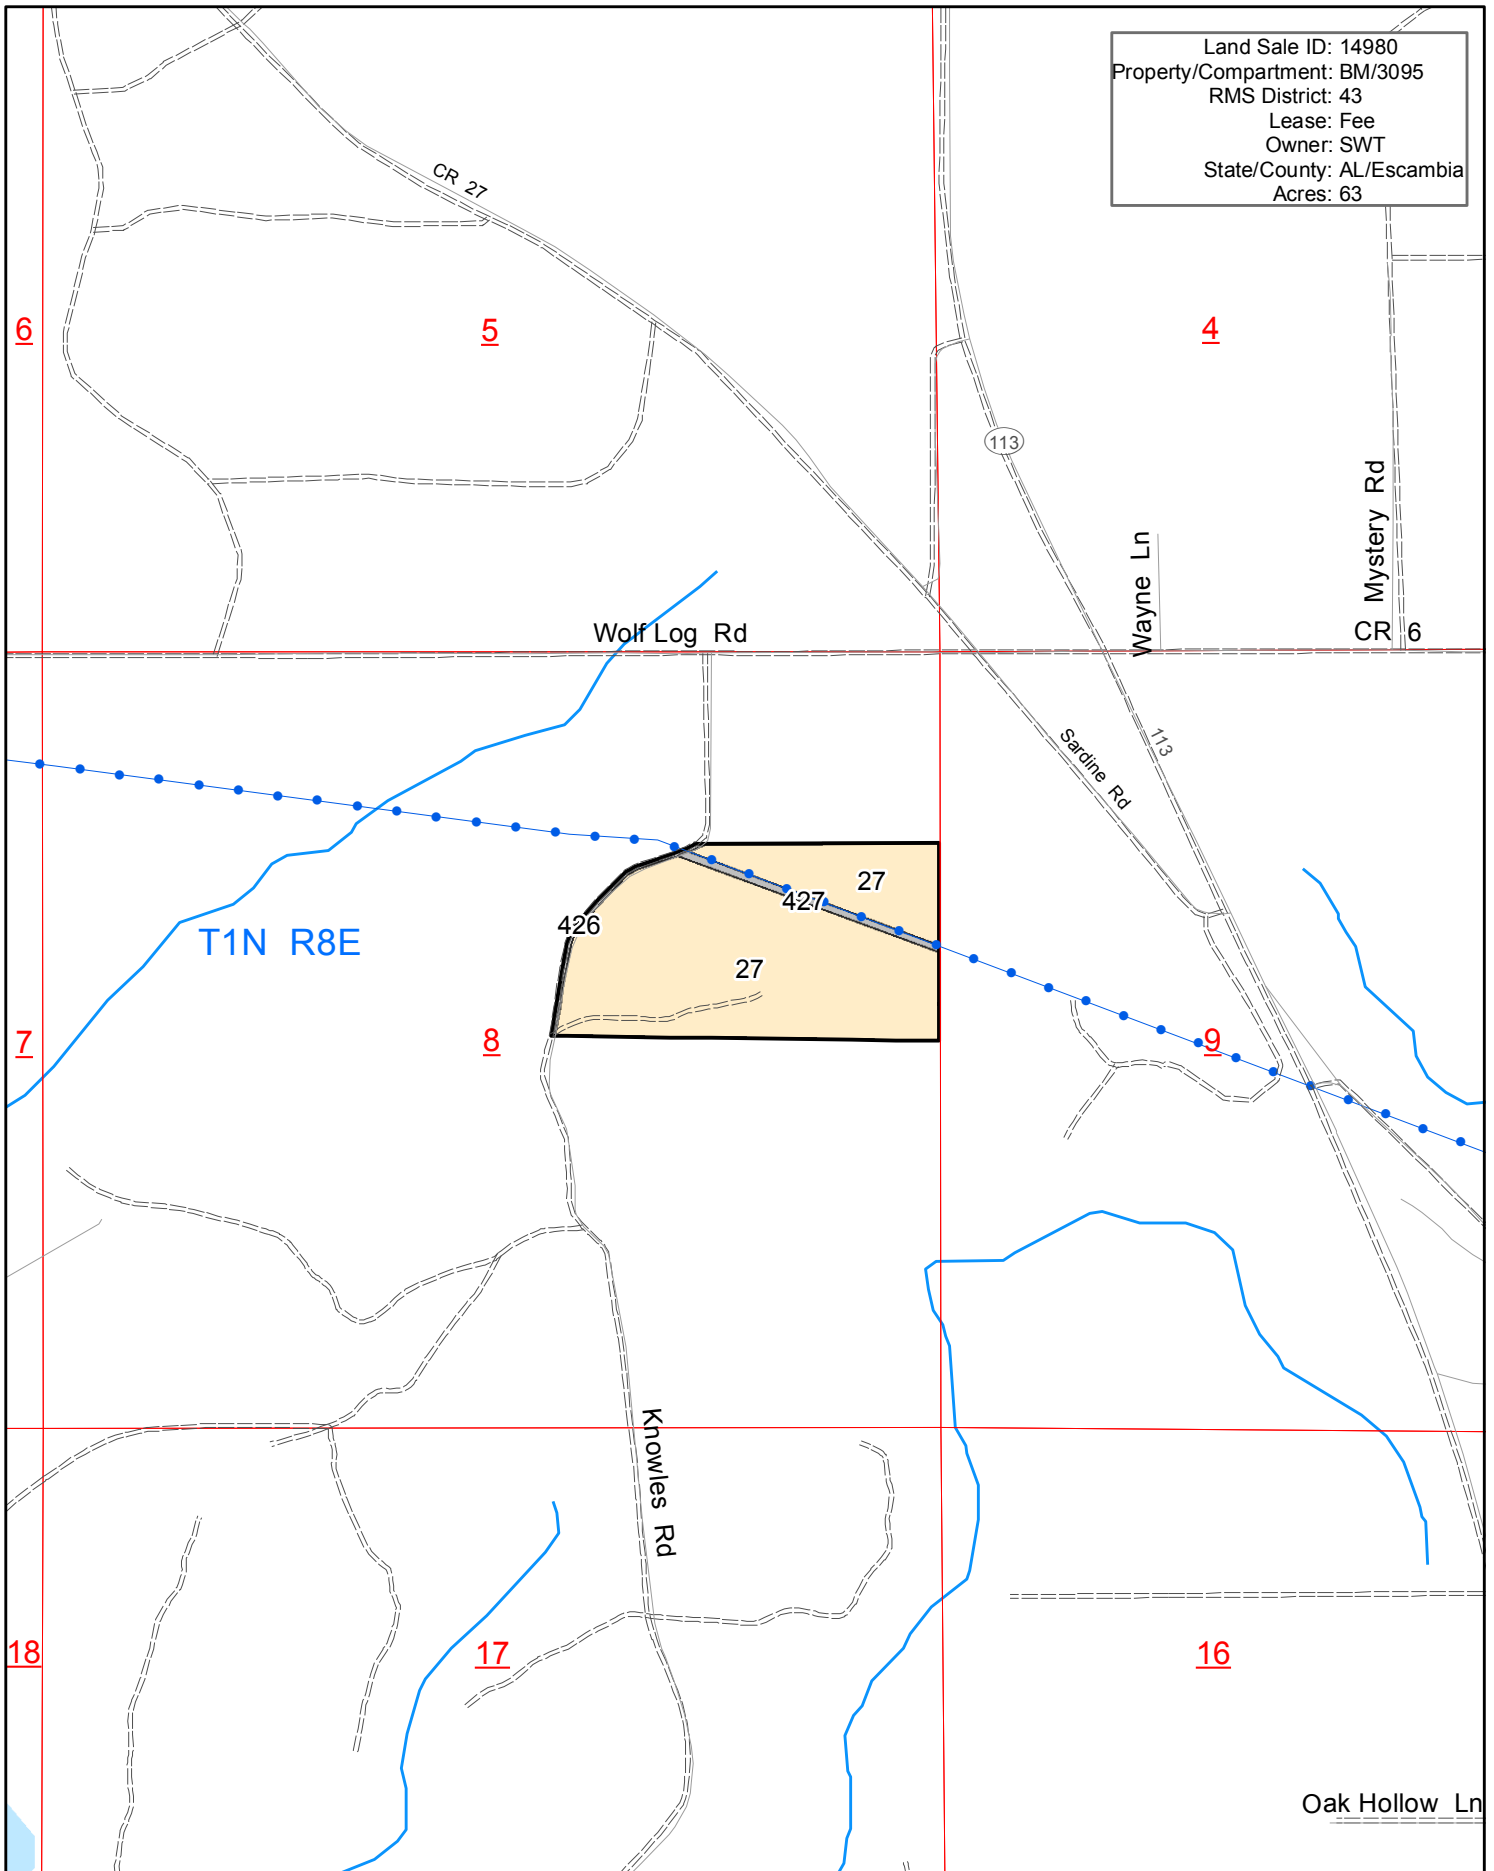 Land Sale ID: 14980
Property/Compartment: BM/3095
RMS District: 43
Lease: Fee
Owner: SWT
State/County: AL/Escambia
Acres: 63
CR 27
6
5
4
113
Mystery Rd
Wayne Ln
Wolf Log Rd
CR 6
Sardine Rd
113
27
427
426
T1N R8E
27
7
8
9
Knowles Rd
18
17
16
Oak Hollow Ln